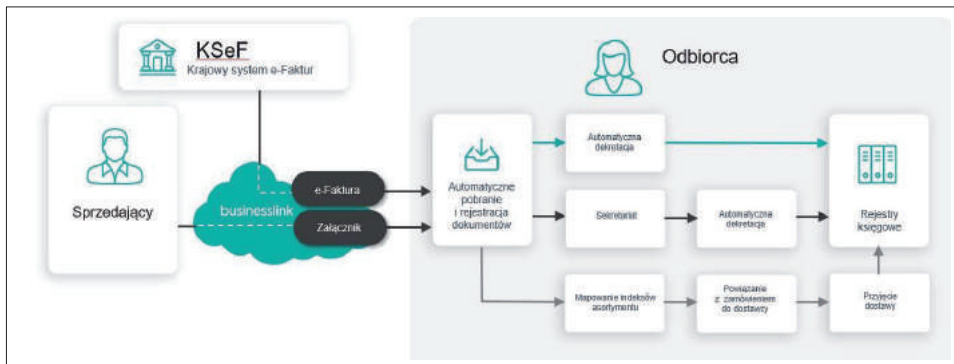 KSeF
Krajowy system e-Faktur
Odbiorca
Sprzedający
businesslink
e-Faktura
Załącznik
Automatyczne
pobranie
i rejestracja
dokumentów
Automatyczna
dekretacja
Sekretariat
Automatyczna
dekretacja
Rejestry
księgowe
Mapowanie indeksów
asortymentu
Powiązanie
z zamówieniem
do dostawcy
Przyjęcie
dostawy